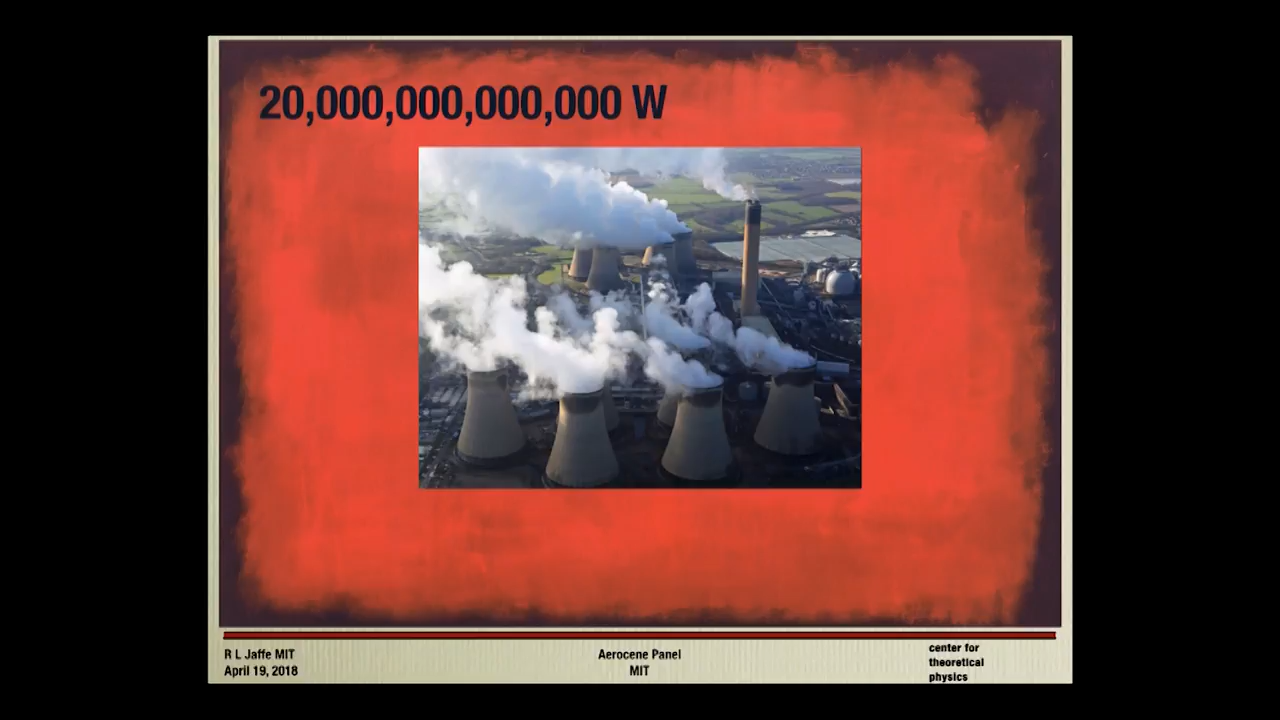 20,000,000,000,000 W
R L Jaffe MIT
April 19, 2018
Aerocene Panel
MIT
center for
theoretical
physics